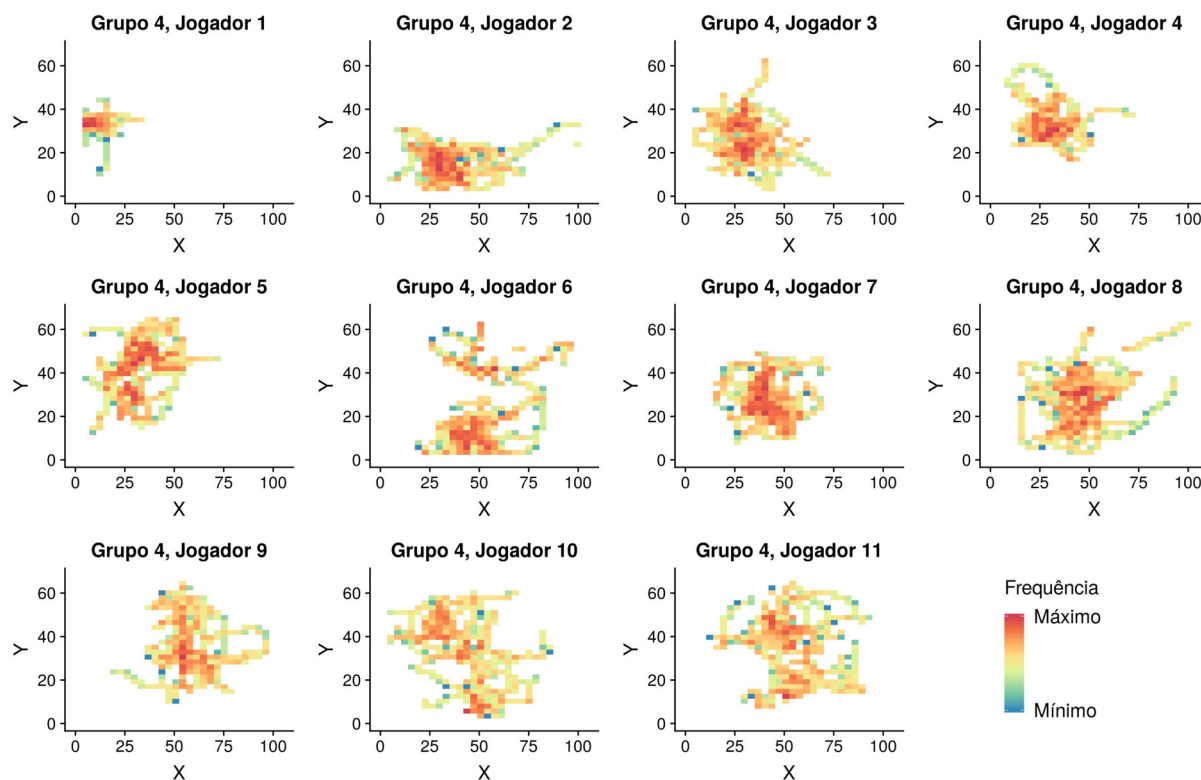 Grupo 4, Jogador 1
Grupo 4, Jogador 2
Grupo 4, Jogador 3
Grupo 4, Jogador 4
60
40
20
0
Y
0 25 50 75 100
X
60
40
20
0
Y
0 25 50 75 100
X
60
40
20
0
Y
0 25 50 75 100
X
60
40
20
0
Y
0 25 50 75 100
X
Grupo 4, Jogador 5
Grupo 4, Jogador 6
Grupo 4, Jogador 7
Grupo 4, Jogador 8
60
40
20
0
Y
0 25 50 75 100
X
60
40
20
0
Y
0 25 50 75 100
X
60
40
20
0
Y
0 25 50 75 100
X
60
40
20
0
Y
0 25 50 75 100
X
Grupo 4, Jogador 9
Grupo 4, Jogador 10
Grupo 4, Jogador 11
60
40
20
0
Y
0 25 50 75 100
X
60
40
20
0
Y
0 25 50 75 100
X
60
40
20
0
Y
0 25 50 75 100
X
Frequência
Máximo
Mínimo